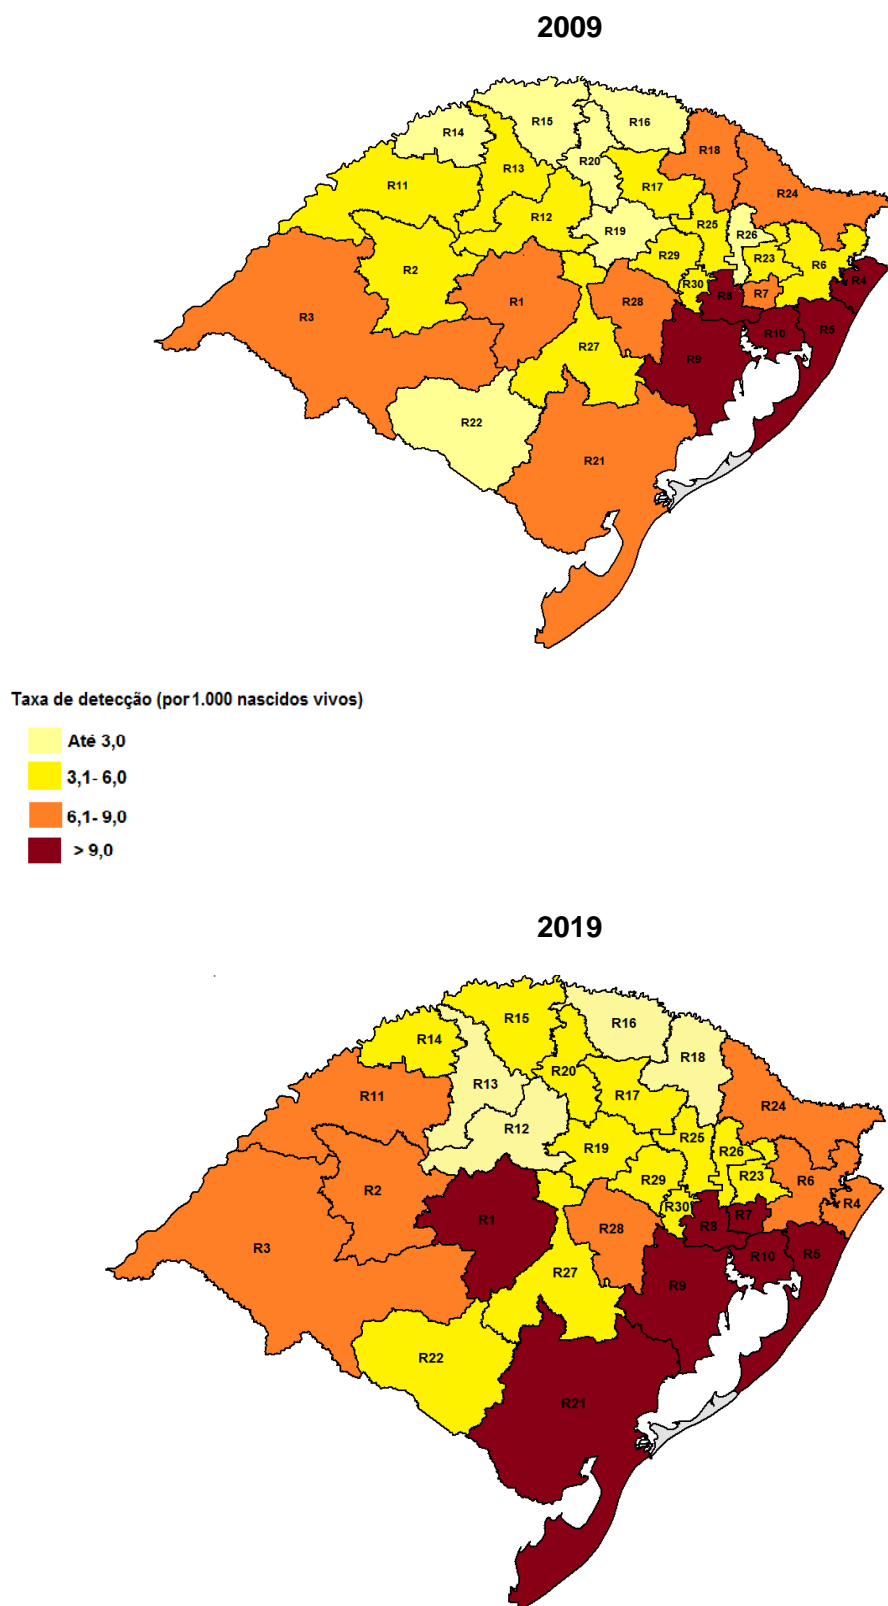 2009
R15
R16
R14
R18
R20
R13
R17
R11
R24
R12
R25
R19
R26
R29
R23
R6
R2
R30
R4
R8
R7
R1
R28
R3
R10
R5
R27
R9
R22
R21
Taxa de detecção (por 1.000 nascidos vivos)
Até 3,0
3,1- 6,0
6,1- 9,0
> 9,0
2019
R15
R16
R14
R18
R20
R13
R17
R11
R24
R12
R25
R19
R26
R29
R23
R6
R2
R30
R4
R7
R1
R8
R28
R3
R10
R5
R27
R9
R22
R21